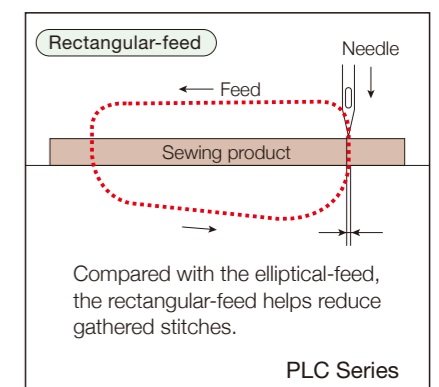 Rectangular-feed
Needle
Feed
Sewing product
Compared with the elliptical-feed,
the rectangular-feed helps reduce
gathered stitches.
PLC Series